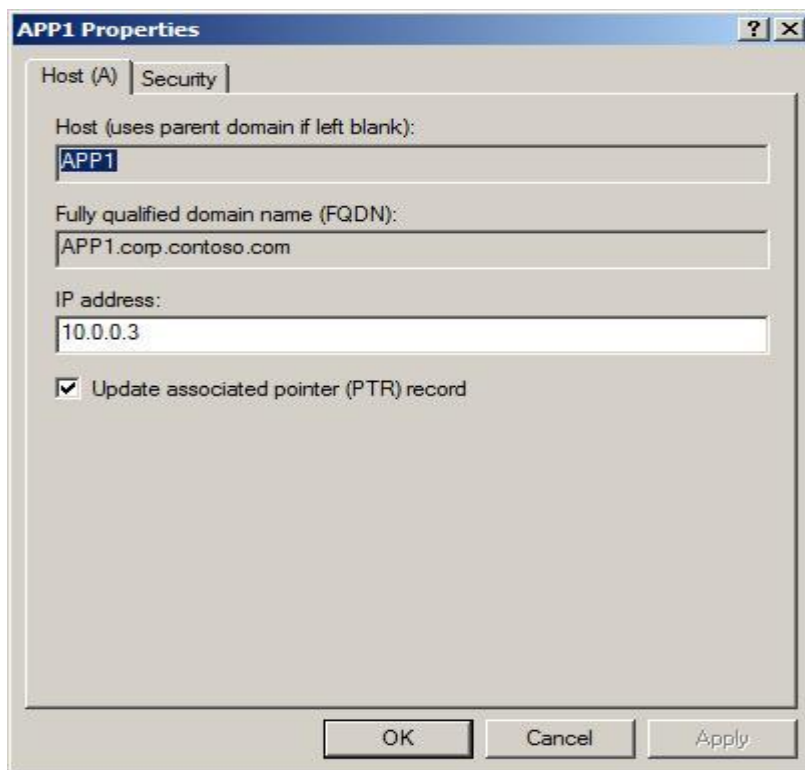 APP1 Properties
Host (A) Security
Host (uses parent domain if left blank):
APP1
Fully qualified domain name (FQDN):
APP1.corp.contoso.com
IP address:
10.0.0.3
Update associated pointer (PTR) record
OK Cancel Apply